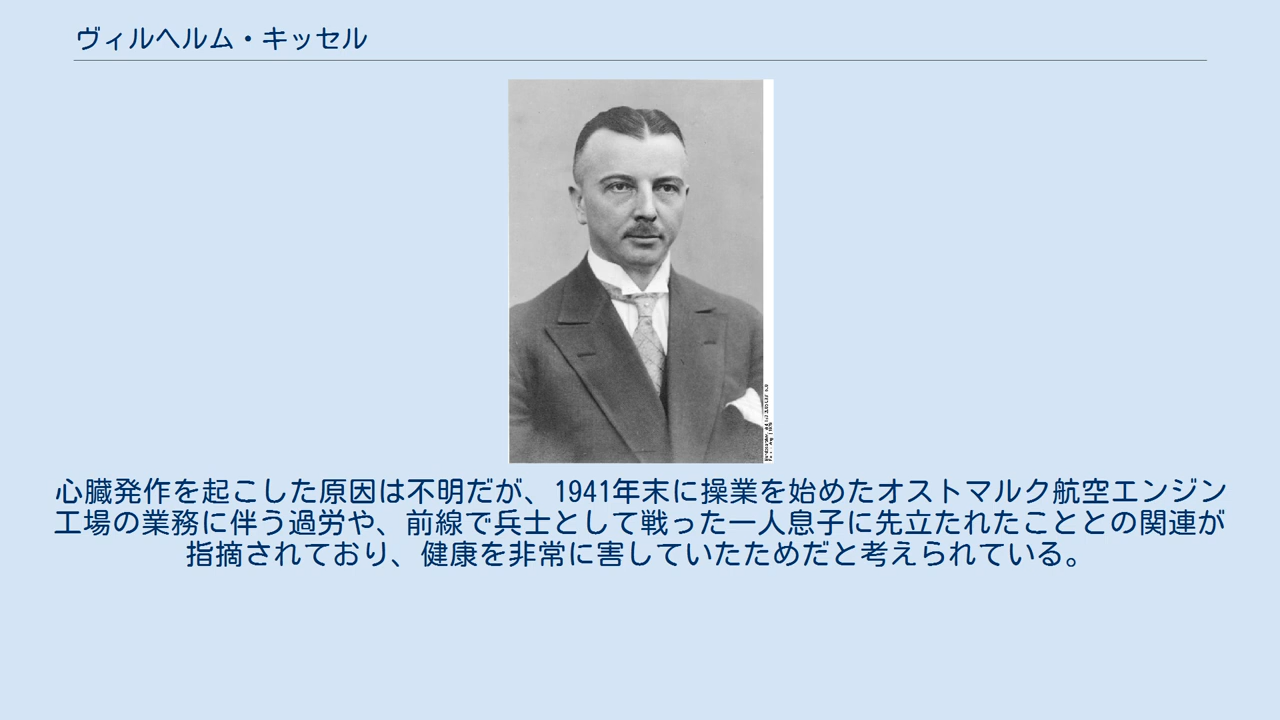 ヴィルヘルム・キッセル
心臓発作を起こした原因は不明だが、1941年末に操業を始めたオストマルク航空エンジン
工場の業務に伴う過労や、前線で兵士として戦った一人息子に先立たれたこととの関連が
指摘されており、健康を非常に害していたためだと考えられている。